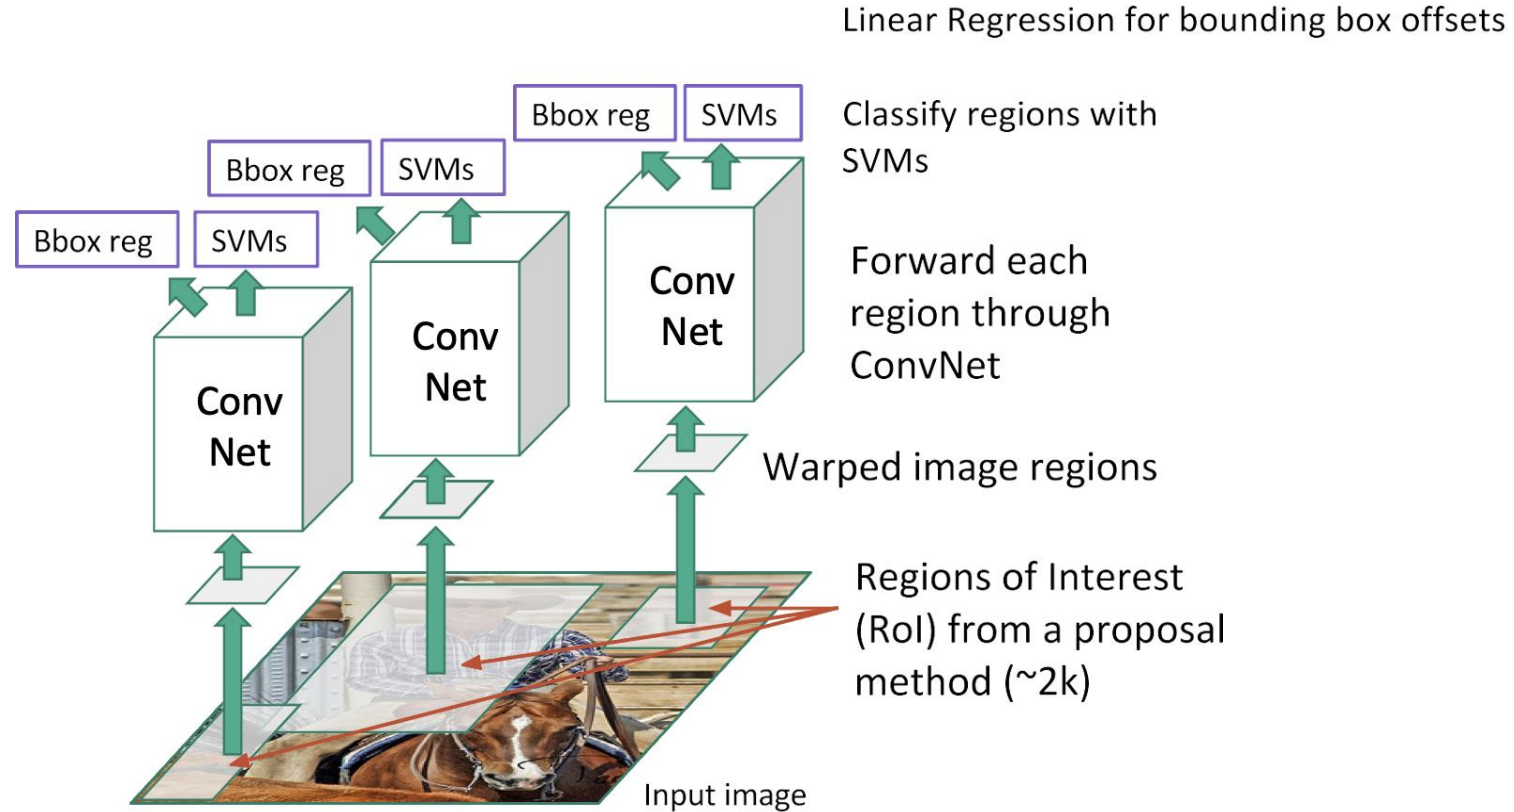 Linear Regression for bounding box offsets
Bbox reg
SVMs
Classify regions with
SVMs
Bbox reg
SVMs
Bbox reg
SVMs
Conv
Net
Forward each
region through
ConvNet
Conv
Net
Conv
Net
Warped image regions
Regions of Interest
(RoI) from a proposal
method (~2k)
Input image